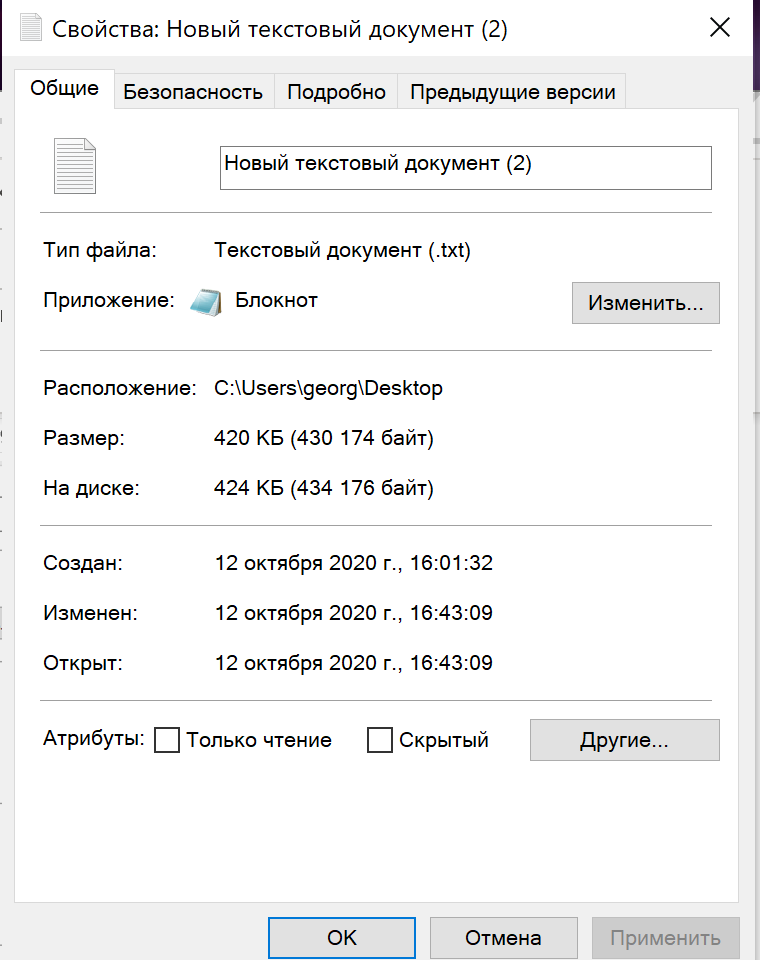 Свойства: Новый текстовый документ (2)
Общие Безопасность Подробно Предыдущие версии
Новый текстовый документ (2)
Тип файла: Текстовый документ (.txt)
Приложение: Блокнот Изменить...
Расположение: C:\Users\georg\Desktop
Размер: 420 КБ (430 174 байт)
На диске: 424 КБ (434 176 байт)
Создан: 12 октября 2020 г., 16:01:32
Изменен: 12 октября 2020 г., 16:43:09
Открыт: 12 октября 2020 г., 16:43:09
Атрибуты: Только чтение Скрытый Другие...
OK Отмена Применить